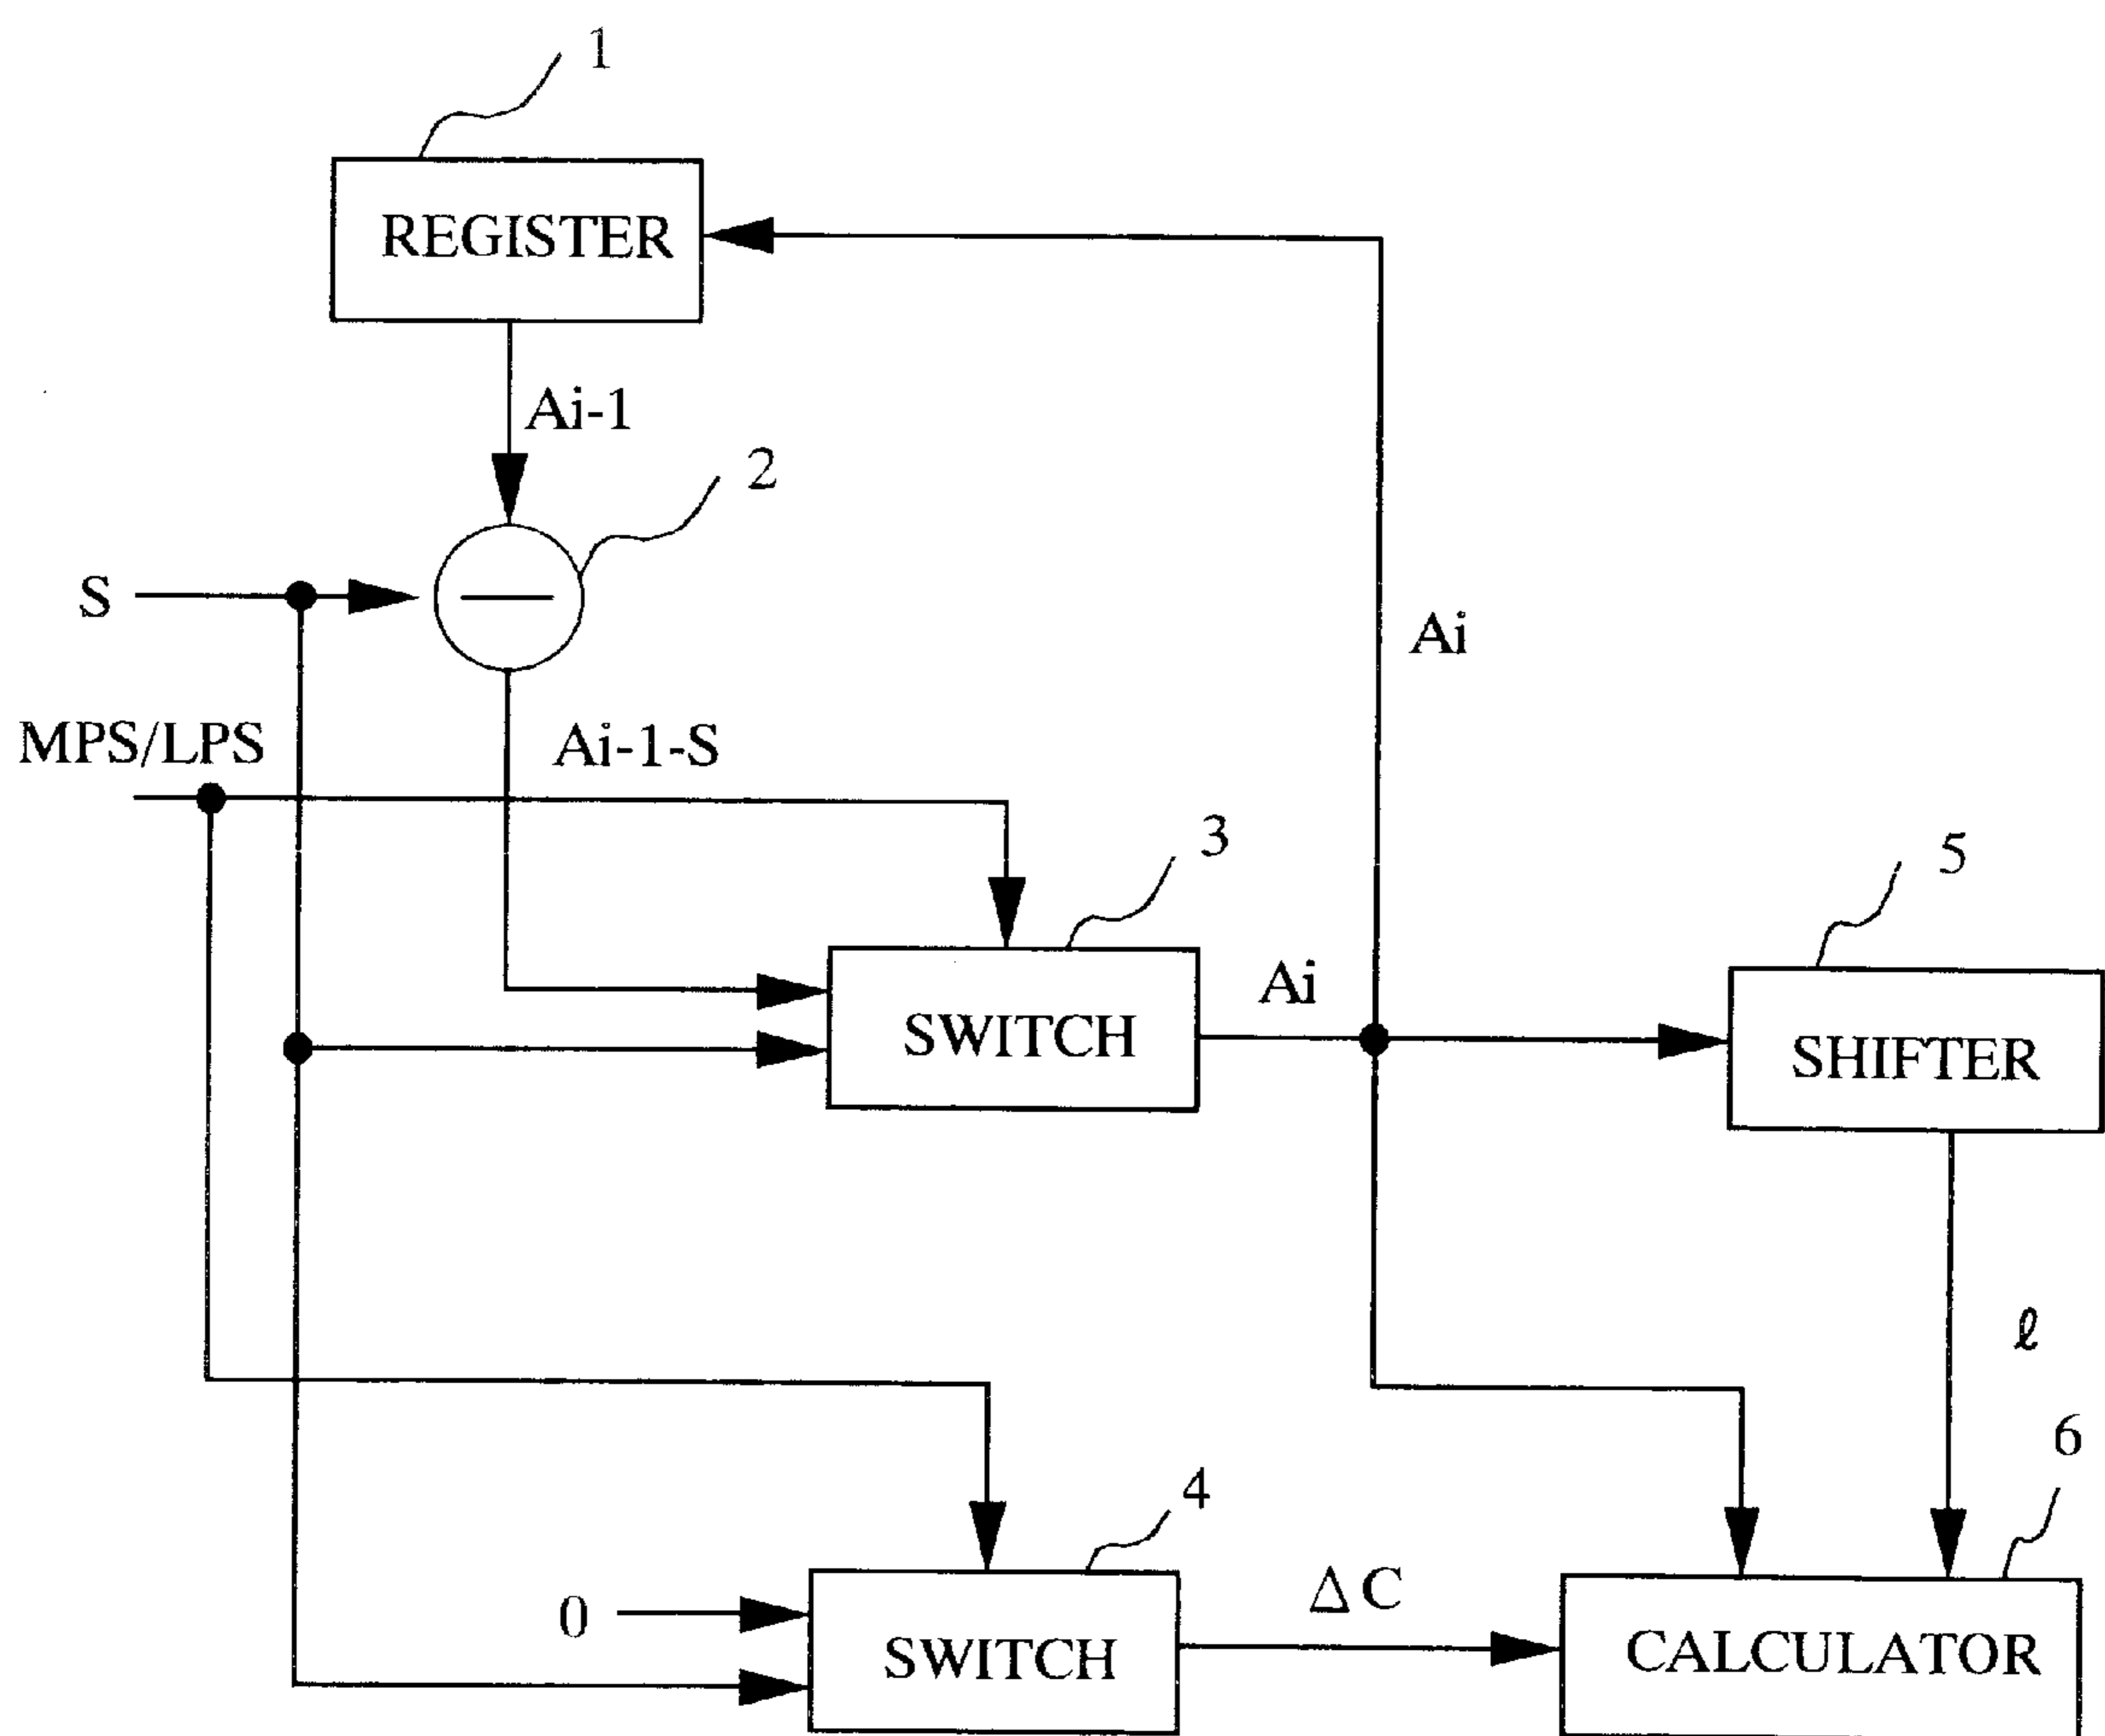 1
REGISTER
Ai-1
2
S
Ai
MPS/LPS
Ai-1-S
3
5
Ai
SWITCH
SHIFTER
ℓ
6
4
ΔC
0
SWITCH
CALCULATOR